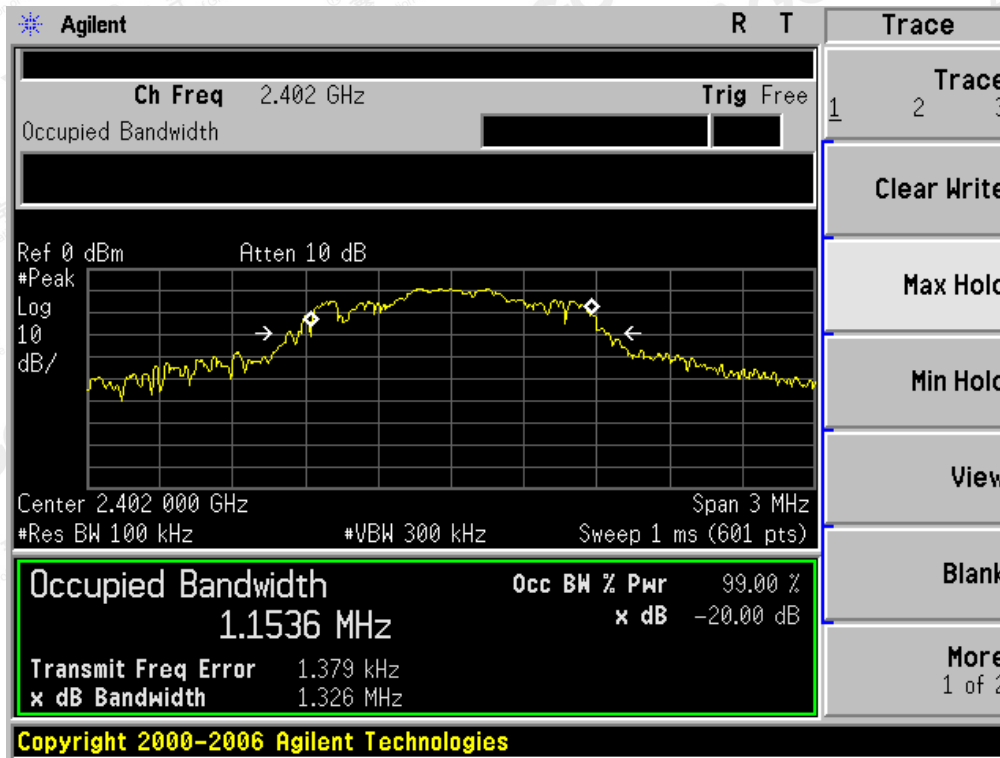 Agilent R T Trace
Ch Freq 2.402 GHz Trig Free
Occupied Bandwidth
Trace
1 2 3
Clear Write
Max Hold
Min Hold
View
Blank
More
1 of 2
Ref 0 dBm Atten 10 dB
#Peak
Log
10
dB/
Center 2.402 000 GHz Span 3 MHz
#Res BW 100 kHz #VBW 300 kHz Sweep 1 ms (601 pts)
Occupied Bandwidth Occ BW % Pwr 99.00 %
1.1536 MHz x dB -20.00 dB
Transmit Freq Error 1.379 kHz
x dB Bandwidth 1.326 MHz
Copyright 2000-2006 Agilent Technologies